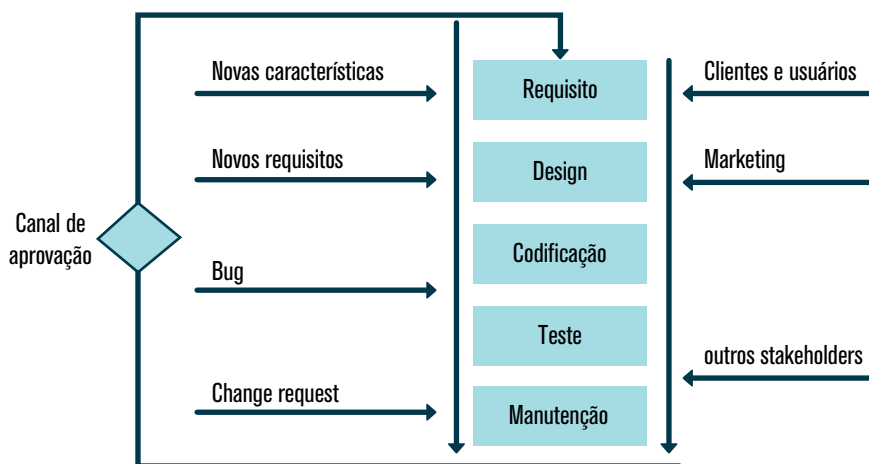 Novas características
Requisito
Clientes e usuários
Novos requisitos
Design
Marketing
Canal de
aprovação
Codificação
Bug
Teste
outros stakeholders
Change request
Manutenção